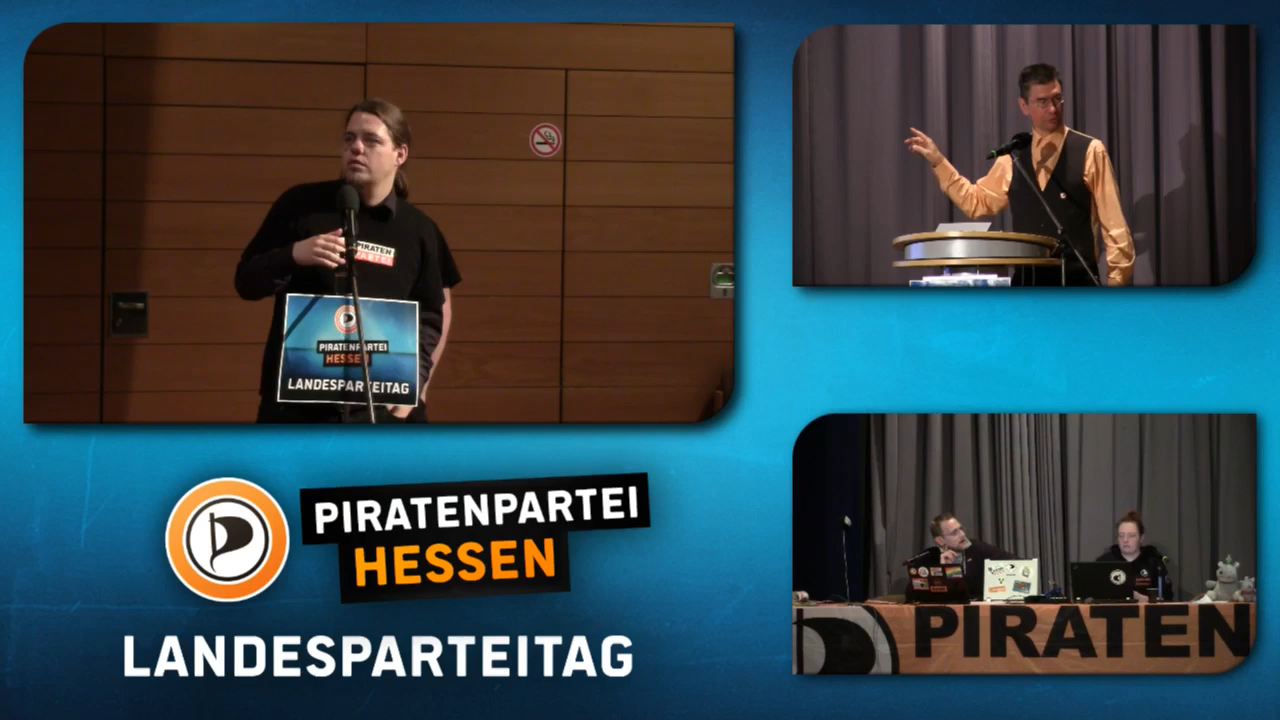 PIRATEN
PARTEI
PIRATENPARTEI
HESSEN
LANDESPARTEITAG
PIRATENPARTEI
HESSEN
LANDESPARTEITAG
PIRATEN